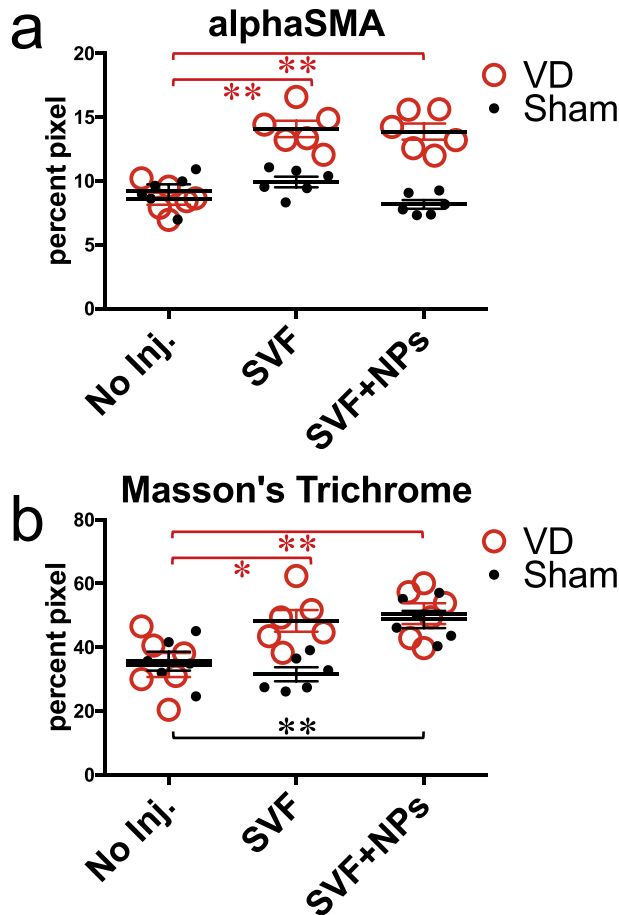 a
alphaSMA
percent pixel
20
15
10
5
0
**
**
VD
Sham
No Inj.
SVF
SVF+NPs
b
Masson's Trichrome
percent pixel
80
60
40
20
0
**
*
**
VD
Sham
No Inj.
SVF
SVF+NPs